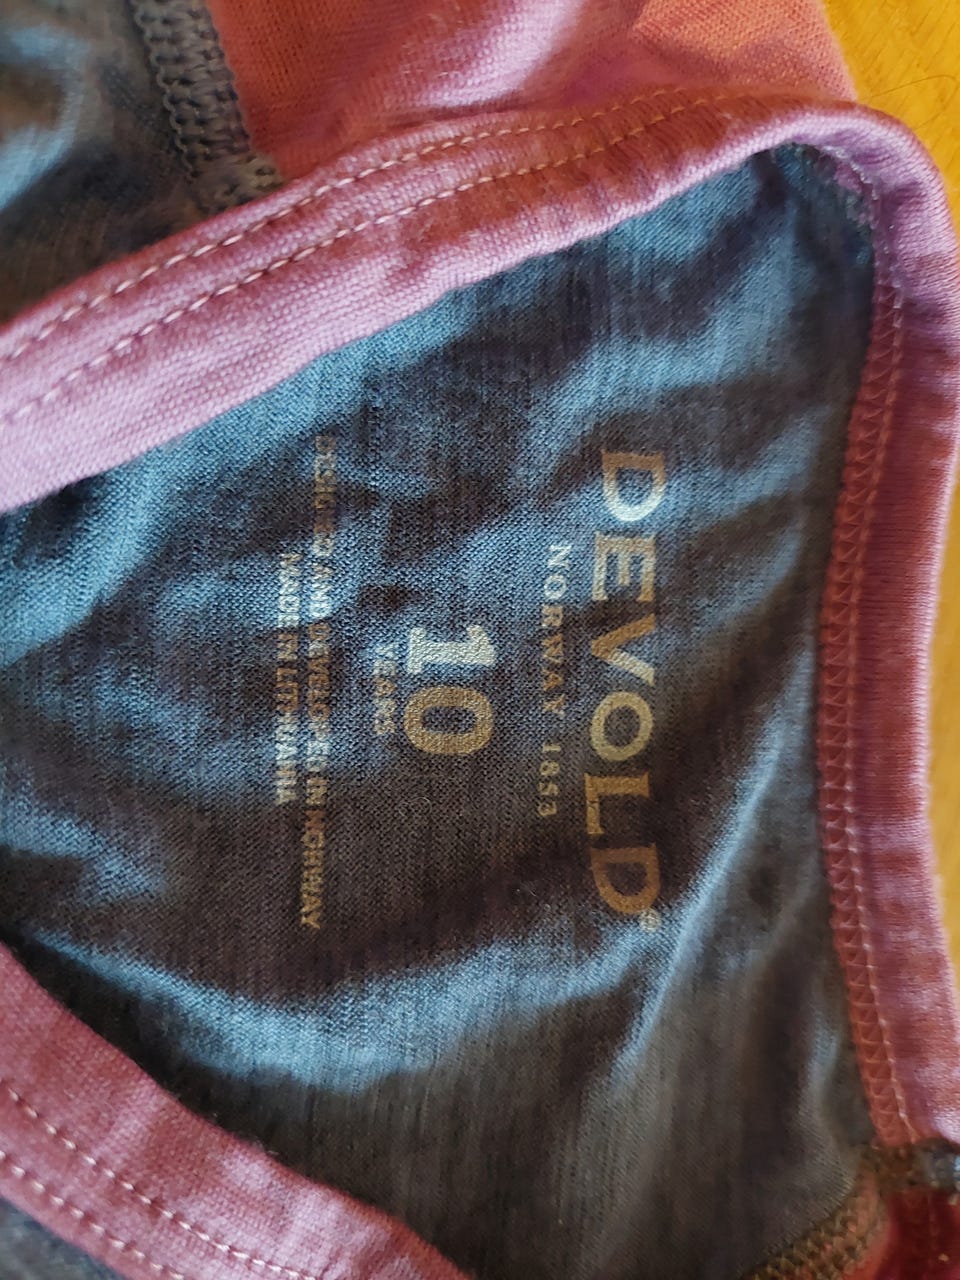 DEVOLD®
NORWAY 1853
10
YEARS
DESIGNED AND DEVELOPED IN NORWAY
MADE IN LITHUANIA